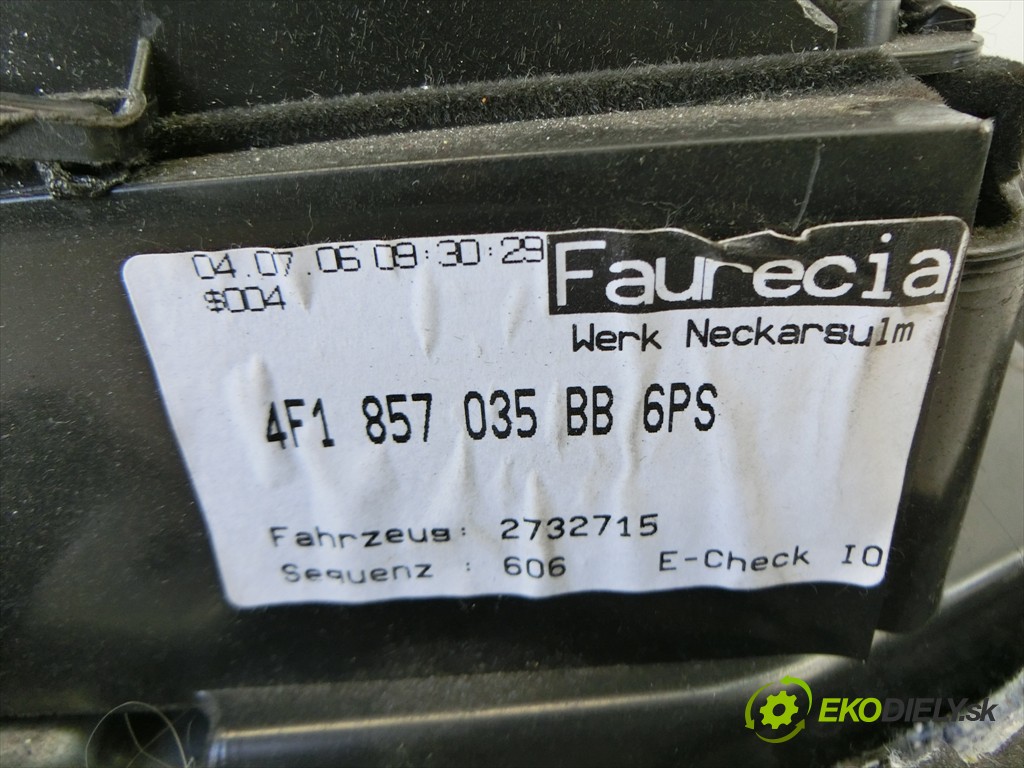 04.07.06 09:30:29 Faurecia
$004
Werk Neckarsulm
4F1 857 035 BB 6PS
Fahrzeug: 2732715
Sequenz : 606 E-Check IO
EKODIELY.sk